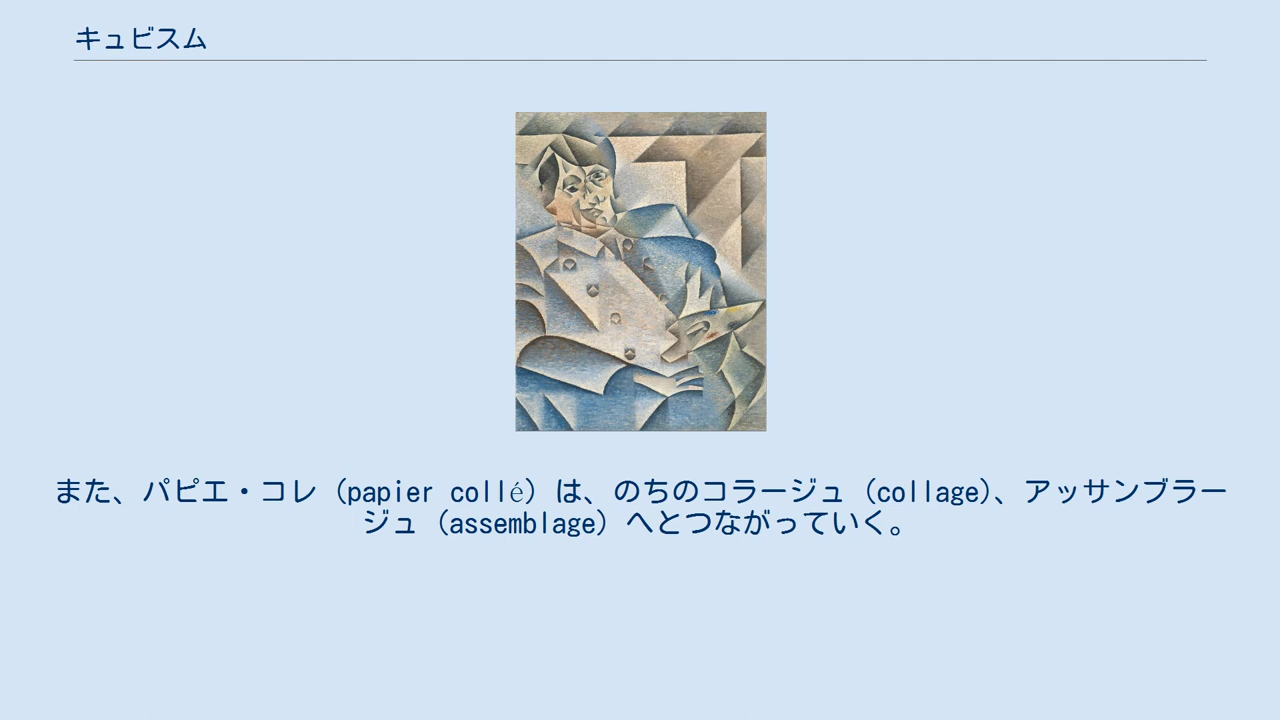 キュビスム
また、パピエ・コレ（papier collé）は、のちのコラージュ（collage)、アッサンブラー
ジュ（assemblage）へとつながっていく。